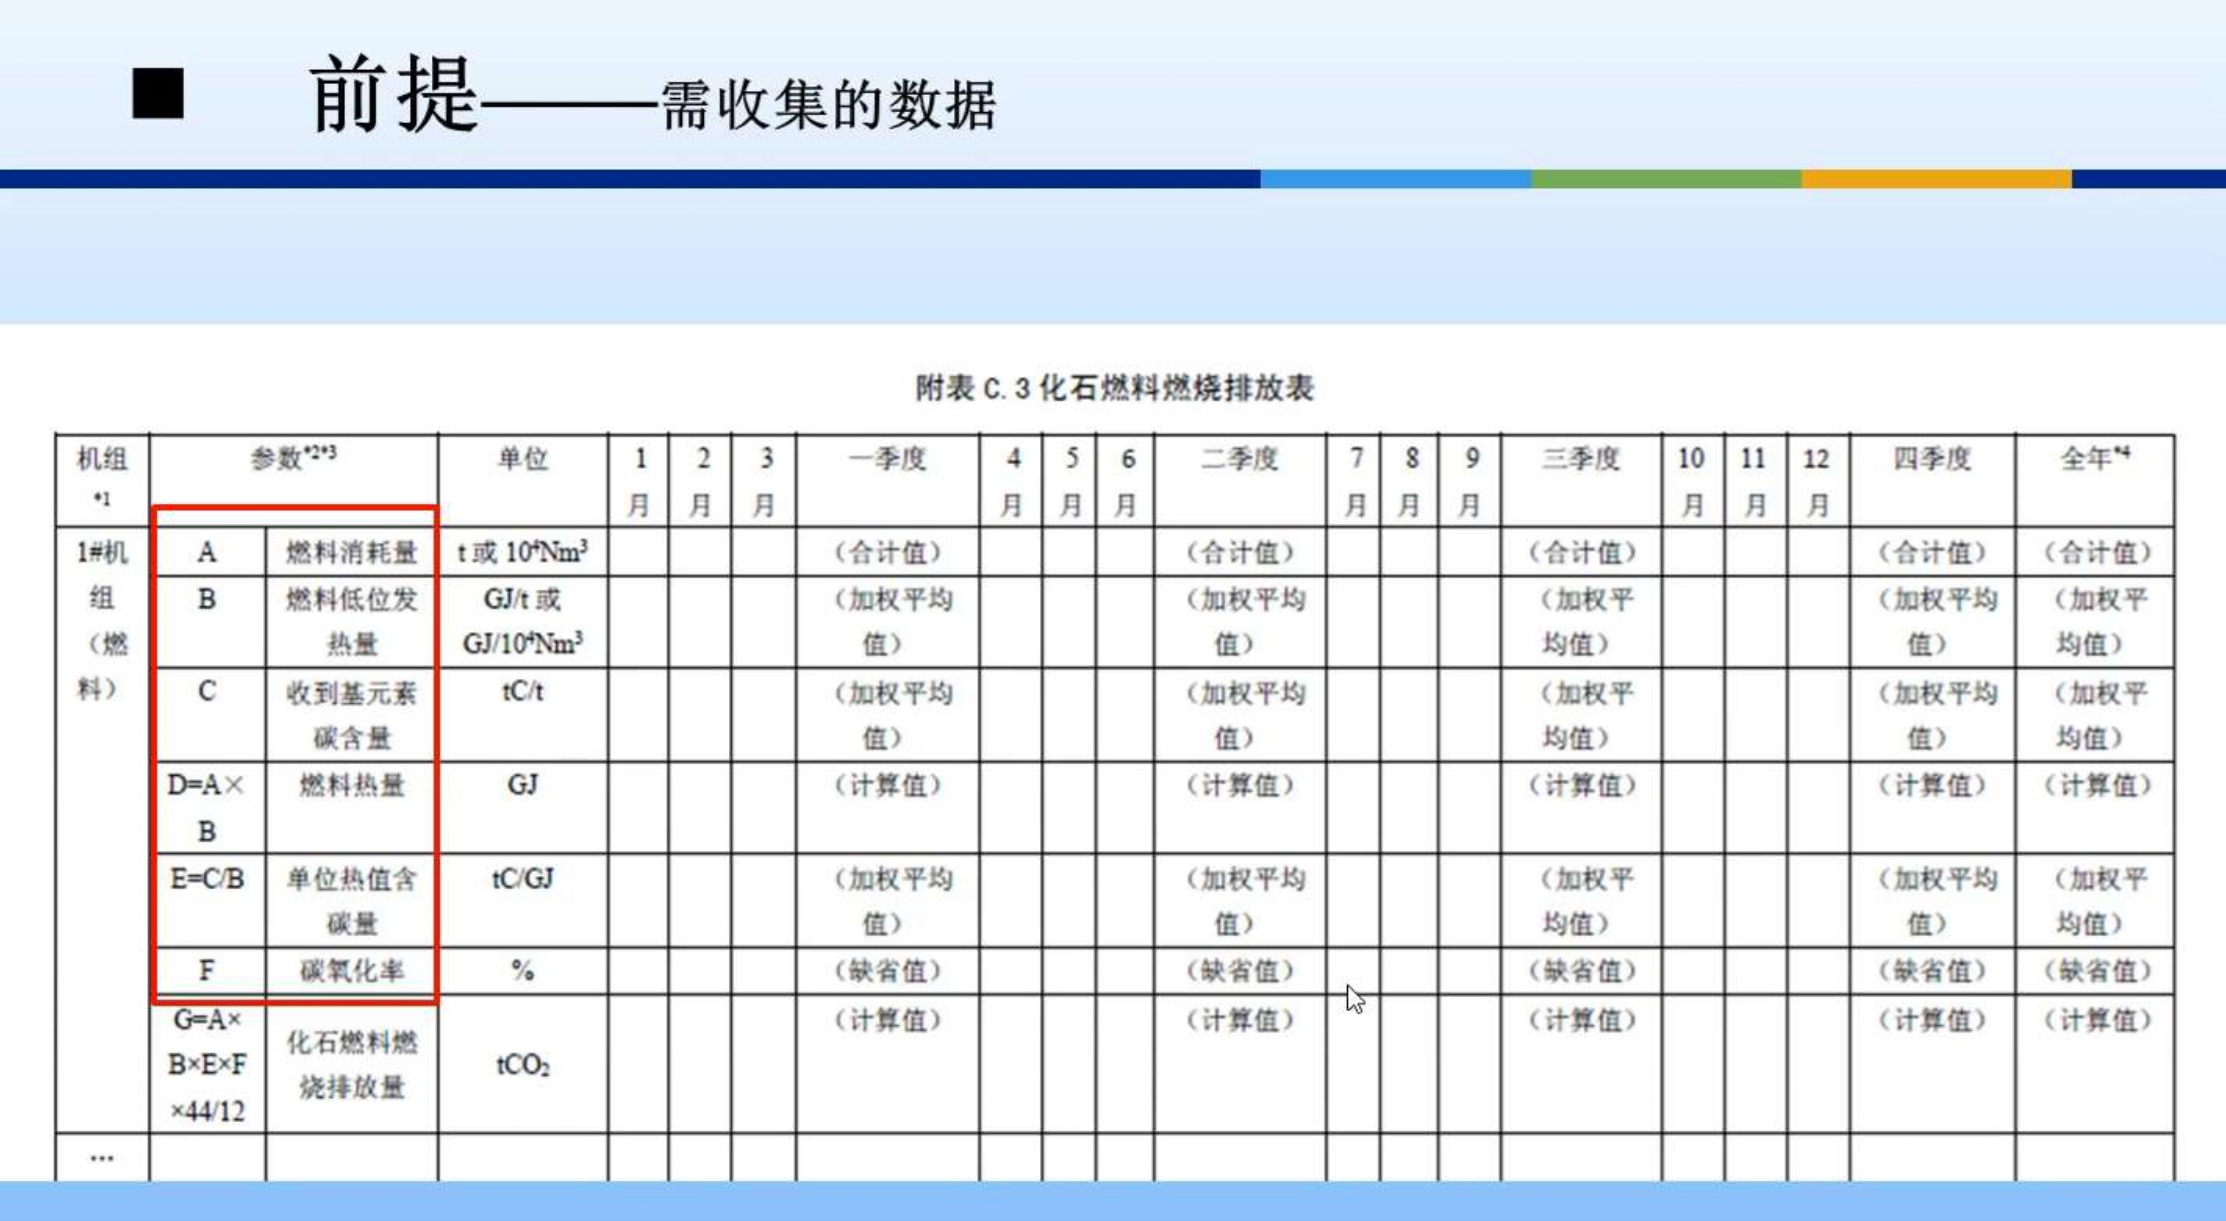 ■ 前提——需收集的数据
附表 C.3 化石燃料燃烧排放表
机组*1 参数*2*3 单位 1月 2月 3月 一季度 4月 5月 6月 二季度 7月 8月 9月 三季度 10月 11月 12月 四季度 全年*4
1#机组（燃料） A 燃料消耗量 t 或 10⁴Nm³ （合计值） （合计值） （合计值） （合计值） （合计值）
B 燃料低位发热量 GJ/t 或 GJ/10⁴Nm³ （加权平均值） （加权平均值） （加权平均值） （加权平均值） （加权平均值）
C 收到基元素碳含量 tC/t （加权平均值） （加权平均值） （加权平均值） （加权平均值） （加权平均值）
D=A×B 燃料热量 GJ （计算值） （计算值） （计算值） （计算值） （计算值）
E=C/B 单位热值含碳量 tC/GJ （加权平均值） （加权平均值） （加权平均值） （加权平均值） （加权平均值）
F 碳氧化率 % （缺省值） （缺省值） （缺省值） （缺省值） （缺省值）
G=A×B×E×F×44/12 化石燃料燃烧排放量 tCO₂ （计算值） （计算值） （计算值） （计算值） （计算值）
...